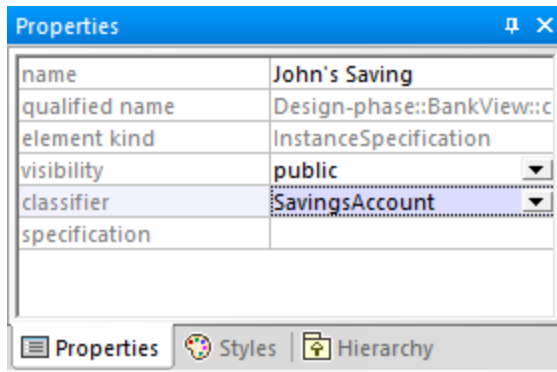 Properties
name John's Saving
qualified name Design-phase::BankView::c
element kind InstanceSpecification
visibility public
classifier SavingsAccount
specification
Properties Styles Hierarchy